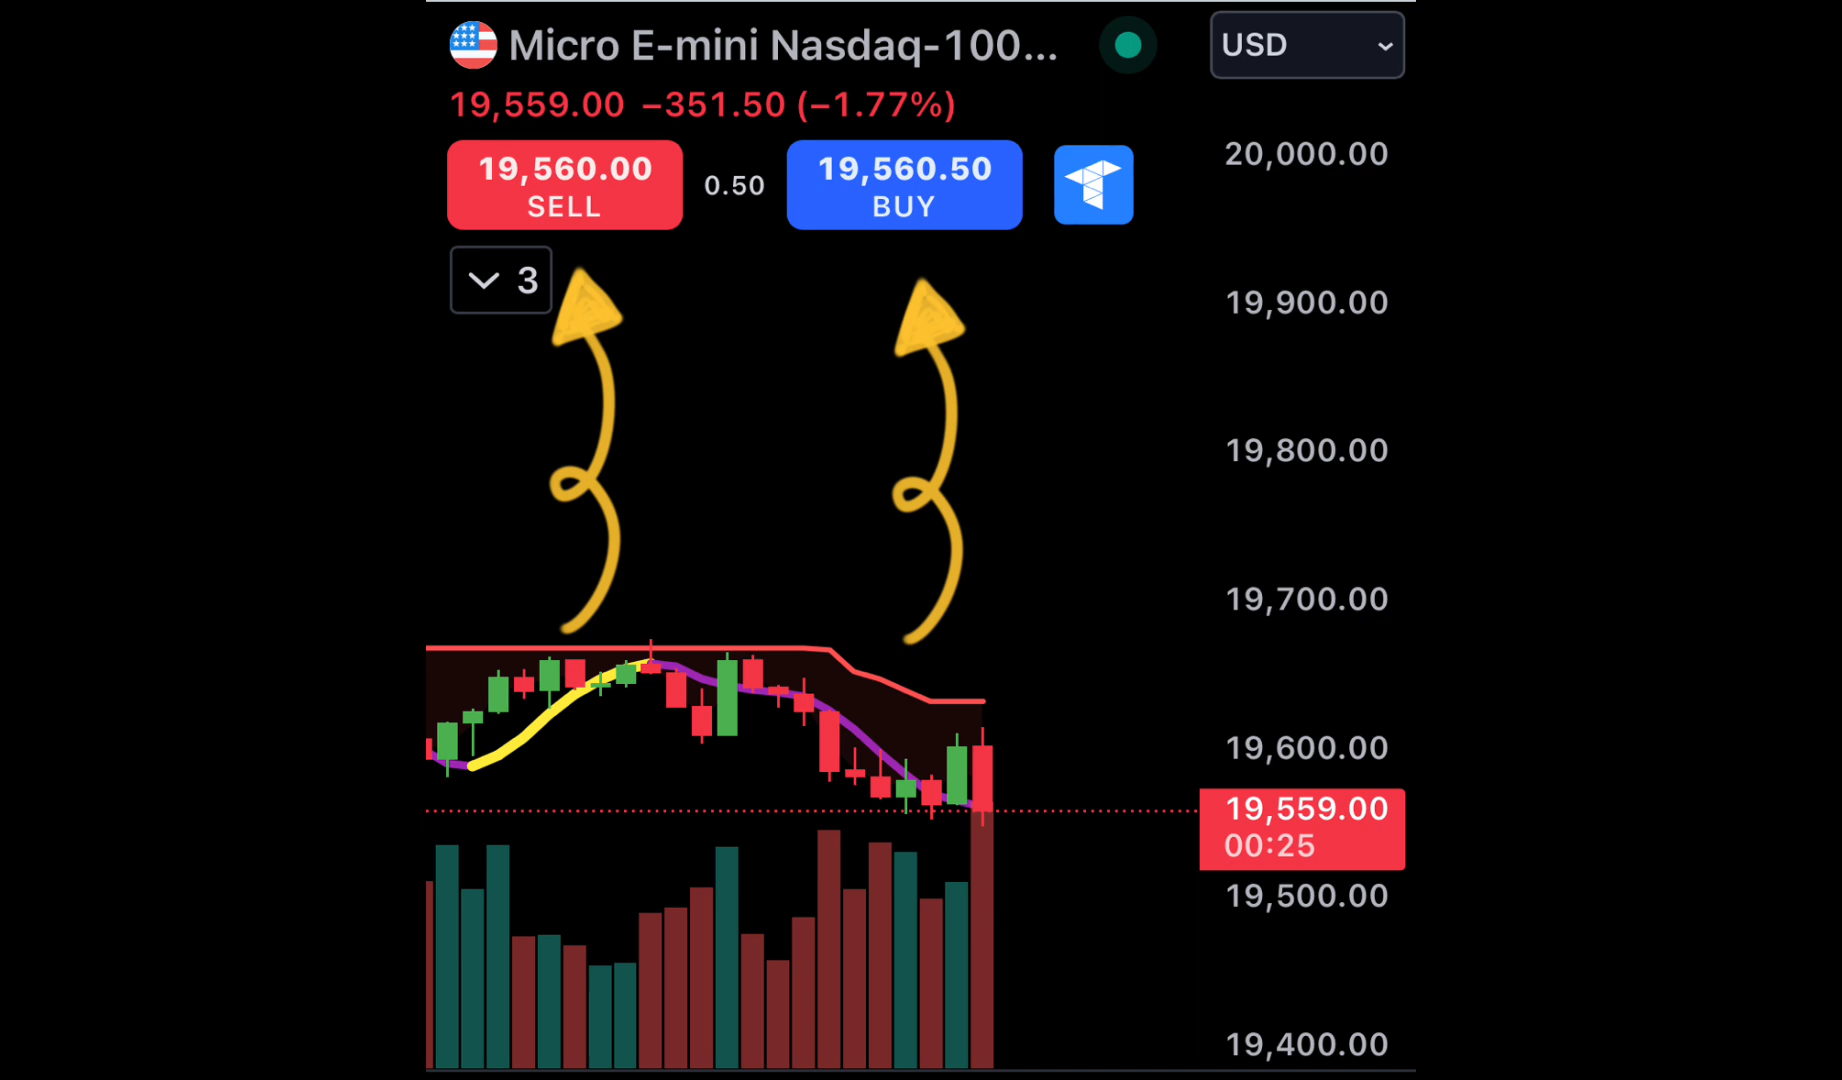 Micro E-mini Nasdaq-100...
USD
19,559.00 −351.50 (−1.77%)
19,560.00
SELL
0.50
19,560.50
BUY
3
20,000.00
19,900.00
19,800.00
19,700.00
19,600.00
19,559.00
00:25
19,500.00
19,400.00